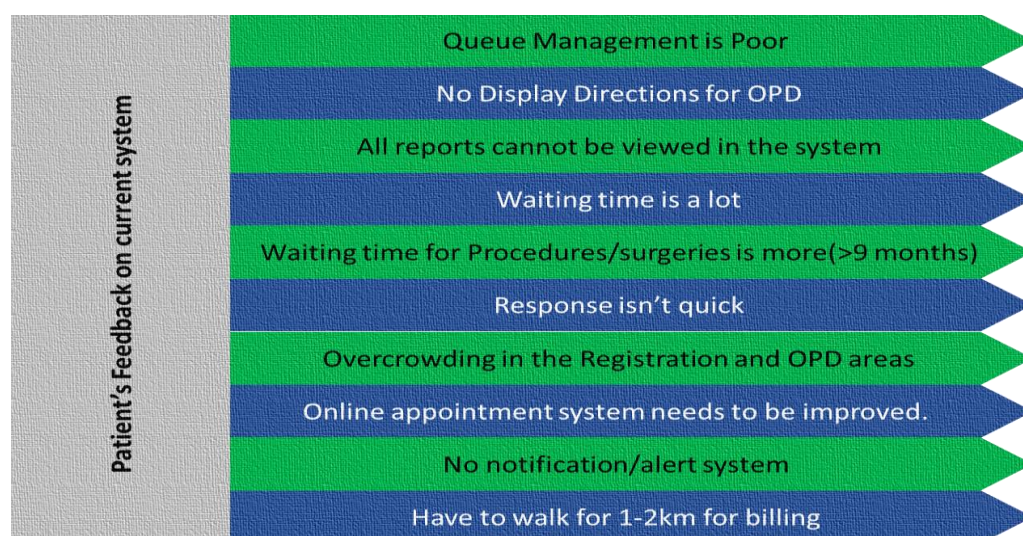 Patient's Feedback on current system
Queue Management is Poor
No Display Directions for OPD
All reports cannot be viewed in the system
Waiting time is a lot
Waiting time for Procedures/surgeries is more(>9 months)
Response isn’t quick
Overcrowding in the Registration and OPD areas
Online appointment system needs to be improved.
No notification/alert system
Have to walk for 1-2km for billing